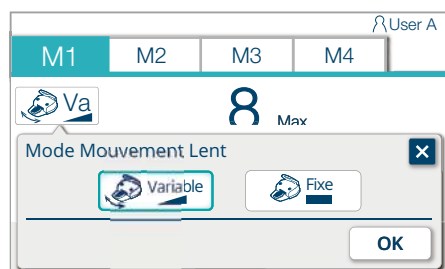 User A
M1 M2 M3 M4
Va 8 Max
Mode Mouvement Lent
Variable Fixe
OK